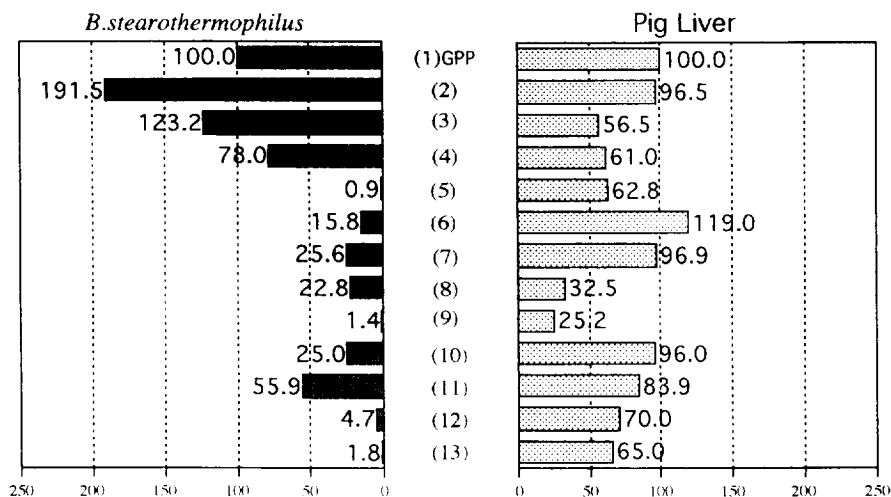 B.stearothermophilus Pig Liver
100.0 (1)GPP 100.0
191.5 (2) 96.5
123.2 (3) 56.5
78.0 (4) 61.0
0.9 (5) 62.8
15.8 (6) 119.0
25.6 (7) 96.9
22.8 (8) 32.5
1.4 (9) 25.2
25.0 (10) 96.0
55.9 (11) 83.9
4.7 (12) 70.0
1.8 (13) 65.0
250 200 150 100 50 0 0 50 100 150 200 250